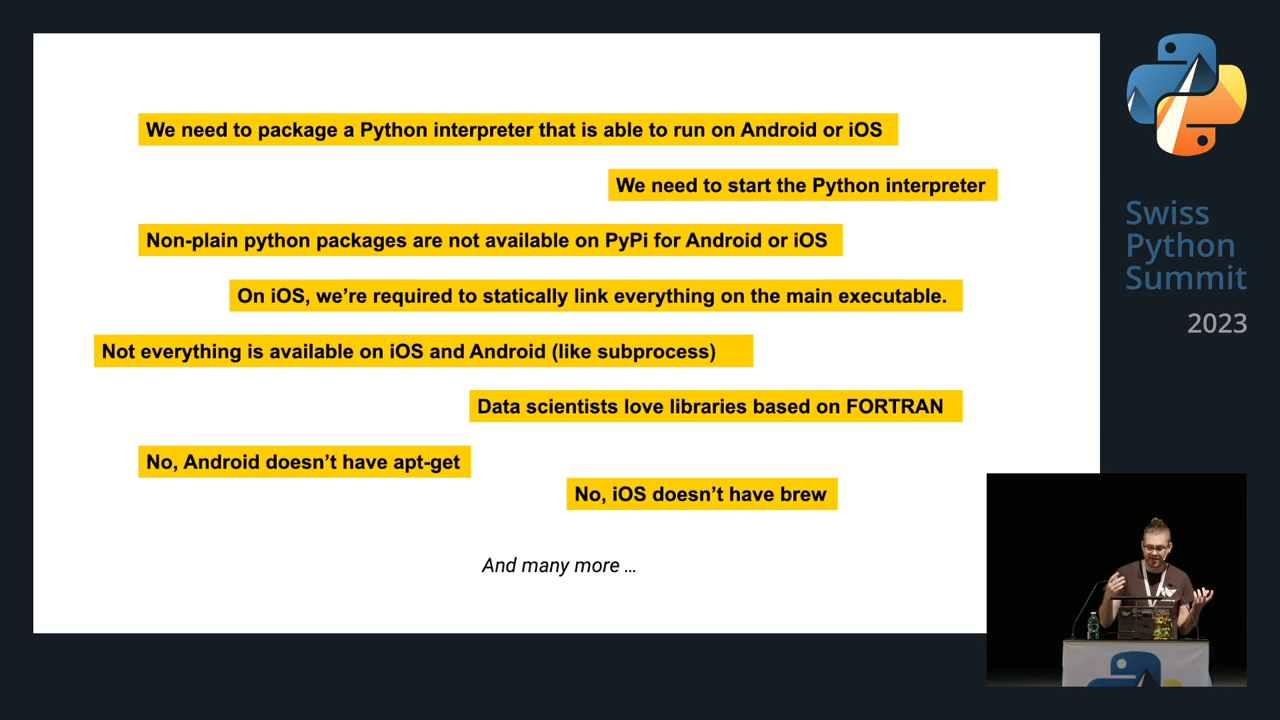 We need to package a Python interpreter that is able to run on Android or iOS
We need to start the Python interpreter
Non-plain python packages are not available on PyPi for Android or iOS
On iOS, we’re required to statically link everything on the main executable.
Not everything is available on iOS and Android (like subprocess)
Data scientists love libraries based on FORTRAN
No, Android doesn’t have apt-get
No, iOS doesn’t have brew
And many more …
Swiss
Python
Summit
2023